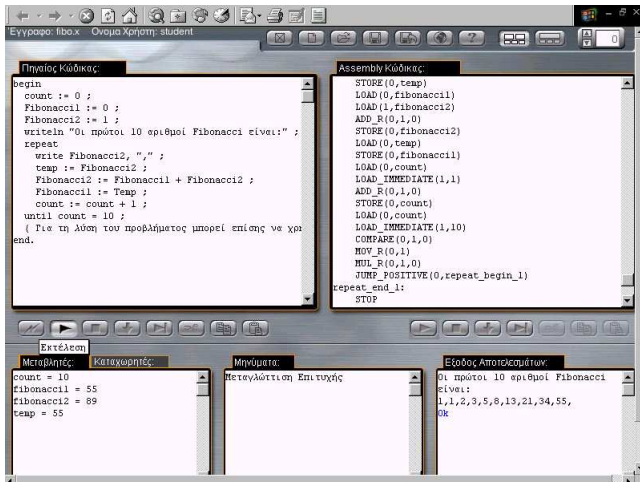 Έγγραφο: fibo.x Ονομα Χρήστη: student
0
Πηγαίος Κώδικας:
begin
count := 0 ;
Fibonacci1 := 0 ;
Fibonacci2 := 1 ;
writeln "Οι πρώτοι 10 αριθμοί Fibonacci είναι:" ;
repeat
write Fibonacci2, "," ;
temp := Fibonacci2 ;
Fibonacci2 := Fibonacci1 + Fibonacci2 ;
Fibonacci1 := Temp ;
count := count + 1 ;
until count = 10 ;
{ Για τη λύση του προβλήματος μπορεί επίσης να χρη
end.
Assembly Κώδικας:
STORE(0,temp)
LOAD(0,fibonacci1)
LOAD(1,fibonacci2)
ADD_R(0,1,0)
STORE(0,fibonacci2)
LOAD(0,temp)
STORE(0,fibonacci1)
LOAD(0,count)
LOAD_IMMEDIATE(1,1)
ADD_R(0,1,0)
STORE(0,count)
LOAD(0,count)
LOAD_IMMEDIATE(1,10)
COMPARE(0,1,0)
MOV_R(0,1)
MUL_R(0,1,0)
JUMP_POSITIVE(0,repeat_begin_1)
repeat_end_1:
STOP
Εκτέλεση
Μεταβλητές: Καταχωρητές:
count = 10
fibonacci1 = 55
fibonacci2 = 89
temp = 55
Μηνύματα:
Μεταγλώττιση Επιτυχής
Εξοδος Αποτελεσμάτων:
Οι πρώτοι 10 αριθμοί Fibonacci
είναι:
1,1,2,3,5,8,13,21,34,55,
Ok